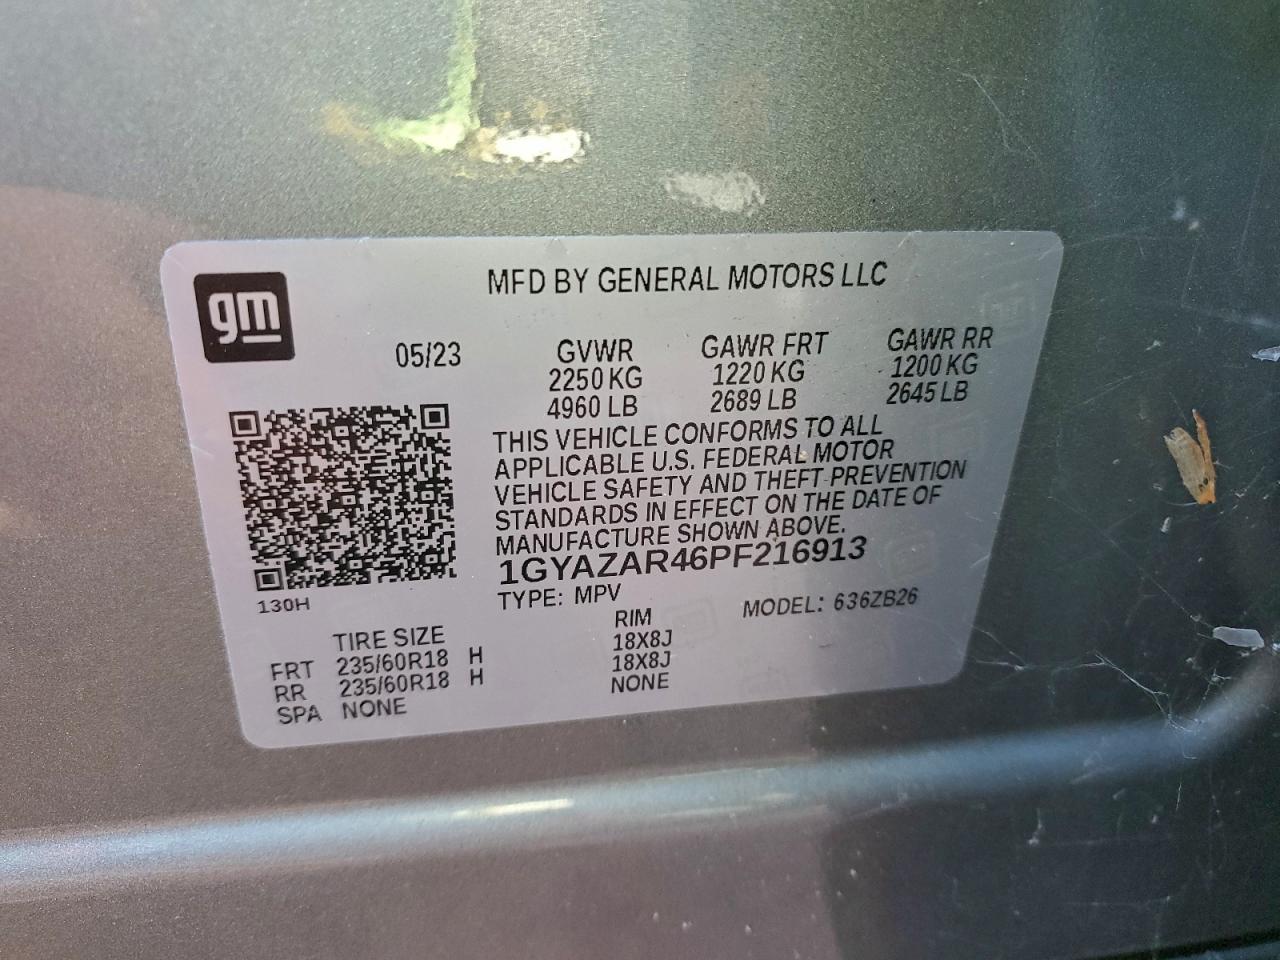 gm
MFD BY GENERAL MOTORS LLC
05/23 GVWR GAWR FRT GAWR RR
2250 KG 1220 KG 1200 KG
4960 LB 2689 LB 2645 LB
THIS VEHICLE CONFORMS TO ALL
APPLICABLE U.S. FEDERAL MOTOR
VEHICLE SAFETY AND THEFT PREVENTION
STANDARDS IN EFFECT ON THE DATE OF
MANUFACTURE SHOWN ABOVE.
1GYAZAR46PF216913
130H
TYPE: MPV MODEL: 636ZB26
TIRE SIZE RIM
FRT 235/60R18 H 18X8J
RR 235/60R18 H 18X8J
SPA NONE NONE